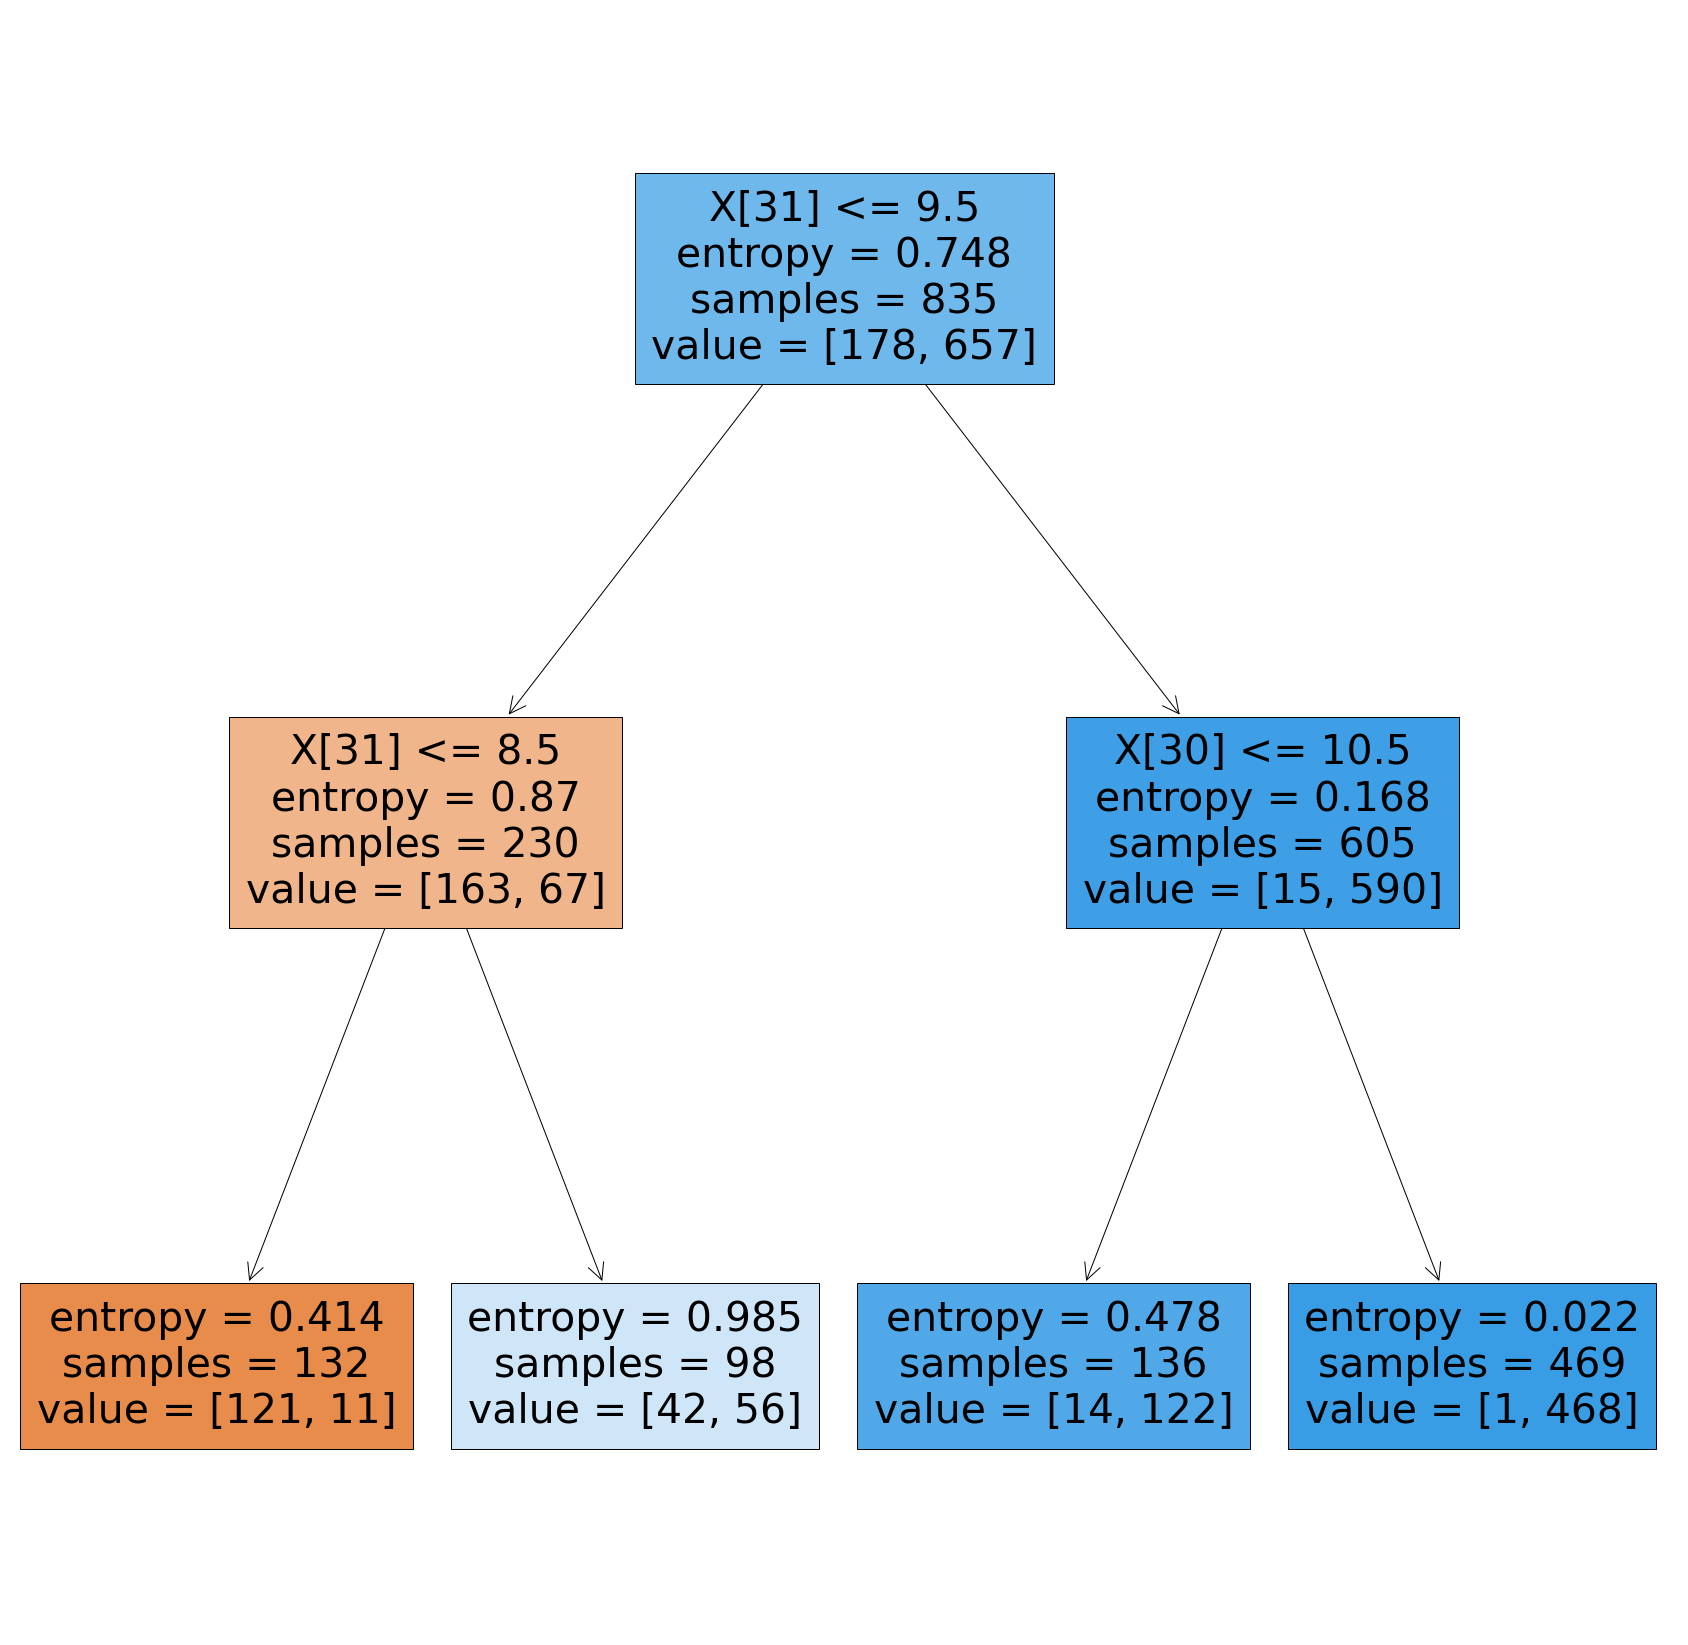 X[31] <= 9.5
entropy = 0.748
samples = 835
value = [178, 657]
X[31] <= 8.5
entropy = 0.87
samples = 230
value = [163, 67]
X[30] <= 10.5
entropy = 0.168
samples = 605
value = [15, 590]
entropy = 0.414
samples = 132
value = [121, 11]
entropy = 0.985
samples = 98
value = [42, 56]
entropy = 0.478
samples = 136
value = [14, 122]
entropy = 0.022
samples = 469
value = [1, 468]